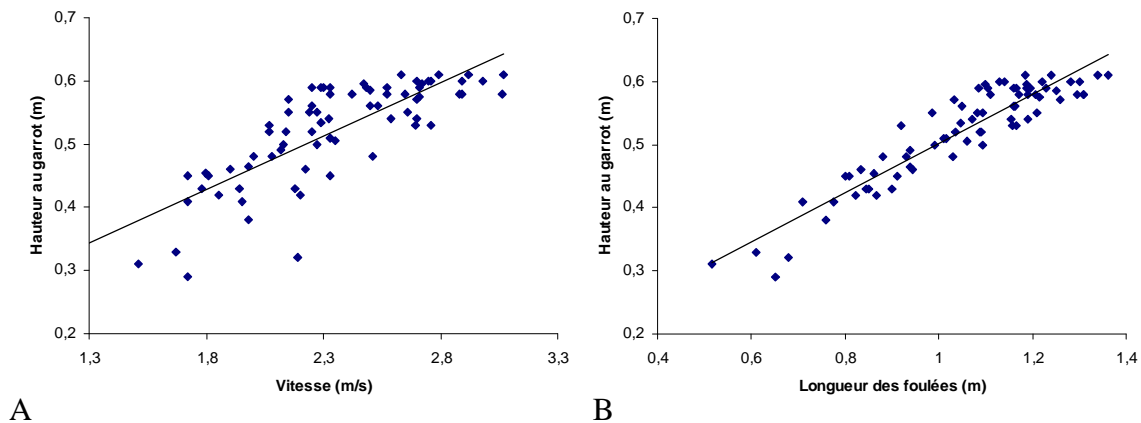 0,7
0,6
0,5
0,4
0,3
0,2
Hauteur au garrot (m)
1,3 1,8 2,3 2,8 3,3
Vitesse (m/s)
A
0,7
0,6
0,5
0,4
0,3
0,2
Hauteur au garrot (m)
0,4 0,6 0,8 1 1,2 1,4
Longueur des foulées (m)
B